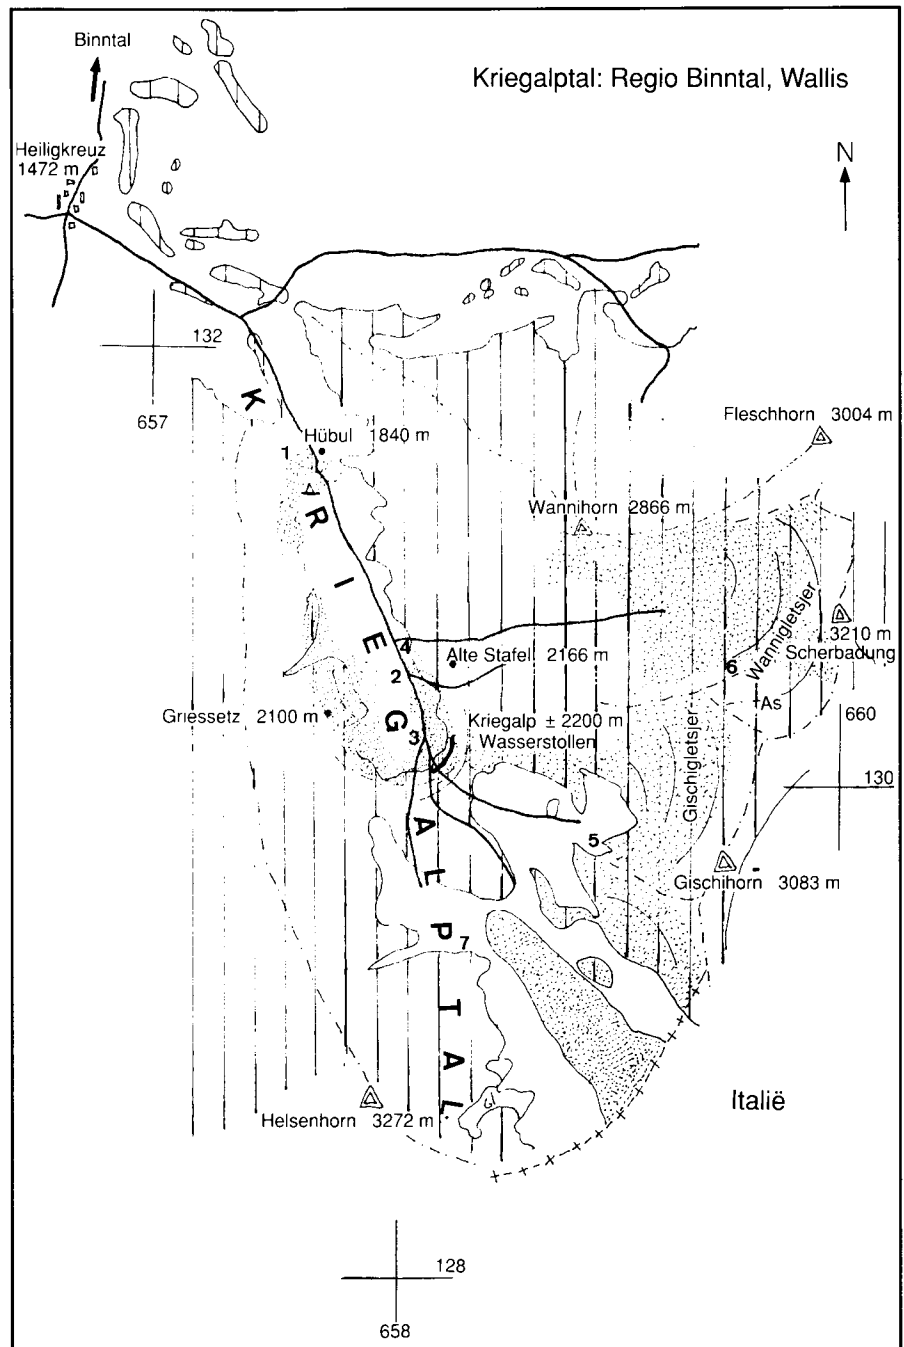 Binntal
Kriegalptal: Regio Binntal, Wallis
Heiligkreuz
1472 m
N
132
657
Fleschhorn 3004 m
Hübul 1840 m
1
Wannihorn 2866 m
4
Alte Stafel 2166 m
2
3210 m
Scherbadung
Wannigletsjer
6
As
660
Griessetz 2100 m
Kriegalp ± 2200 m
Wasserstollen
3
Gischigletsjer
130
5
Gischihorn 3083 m
7
KRIEGALPTAL
Italië
Helsenhorn 3272 m
128
658